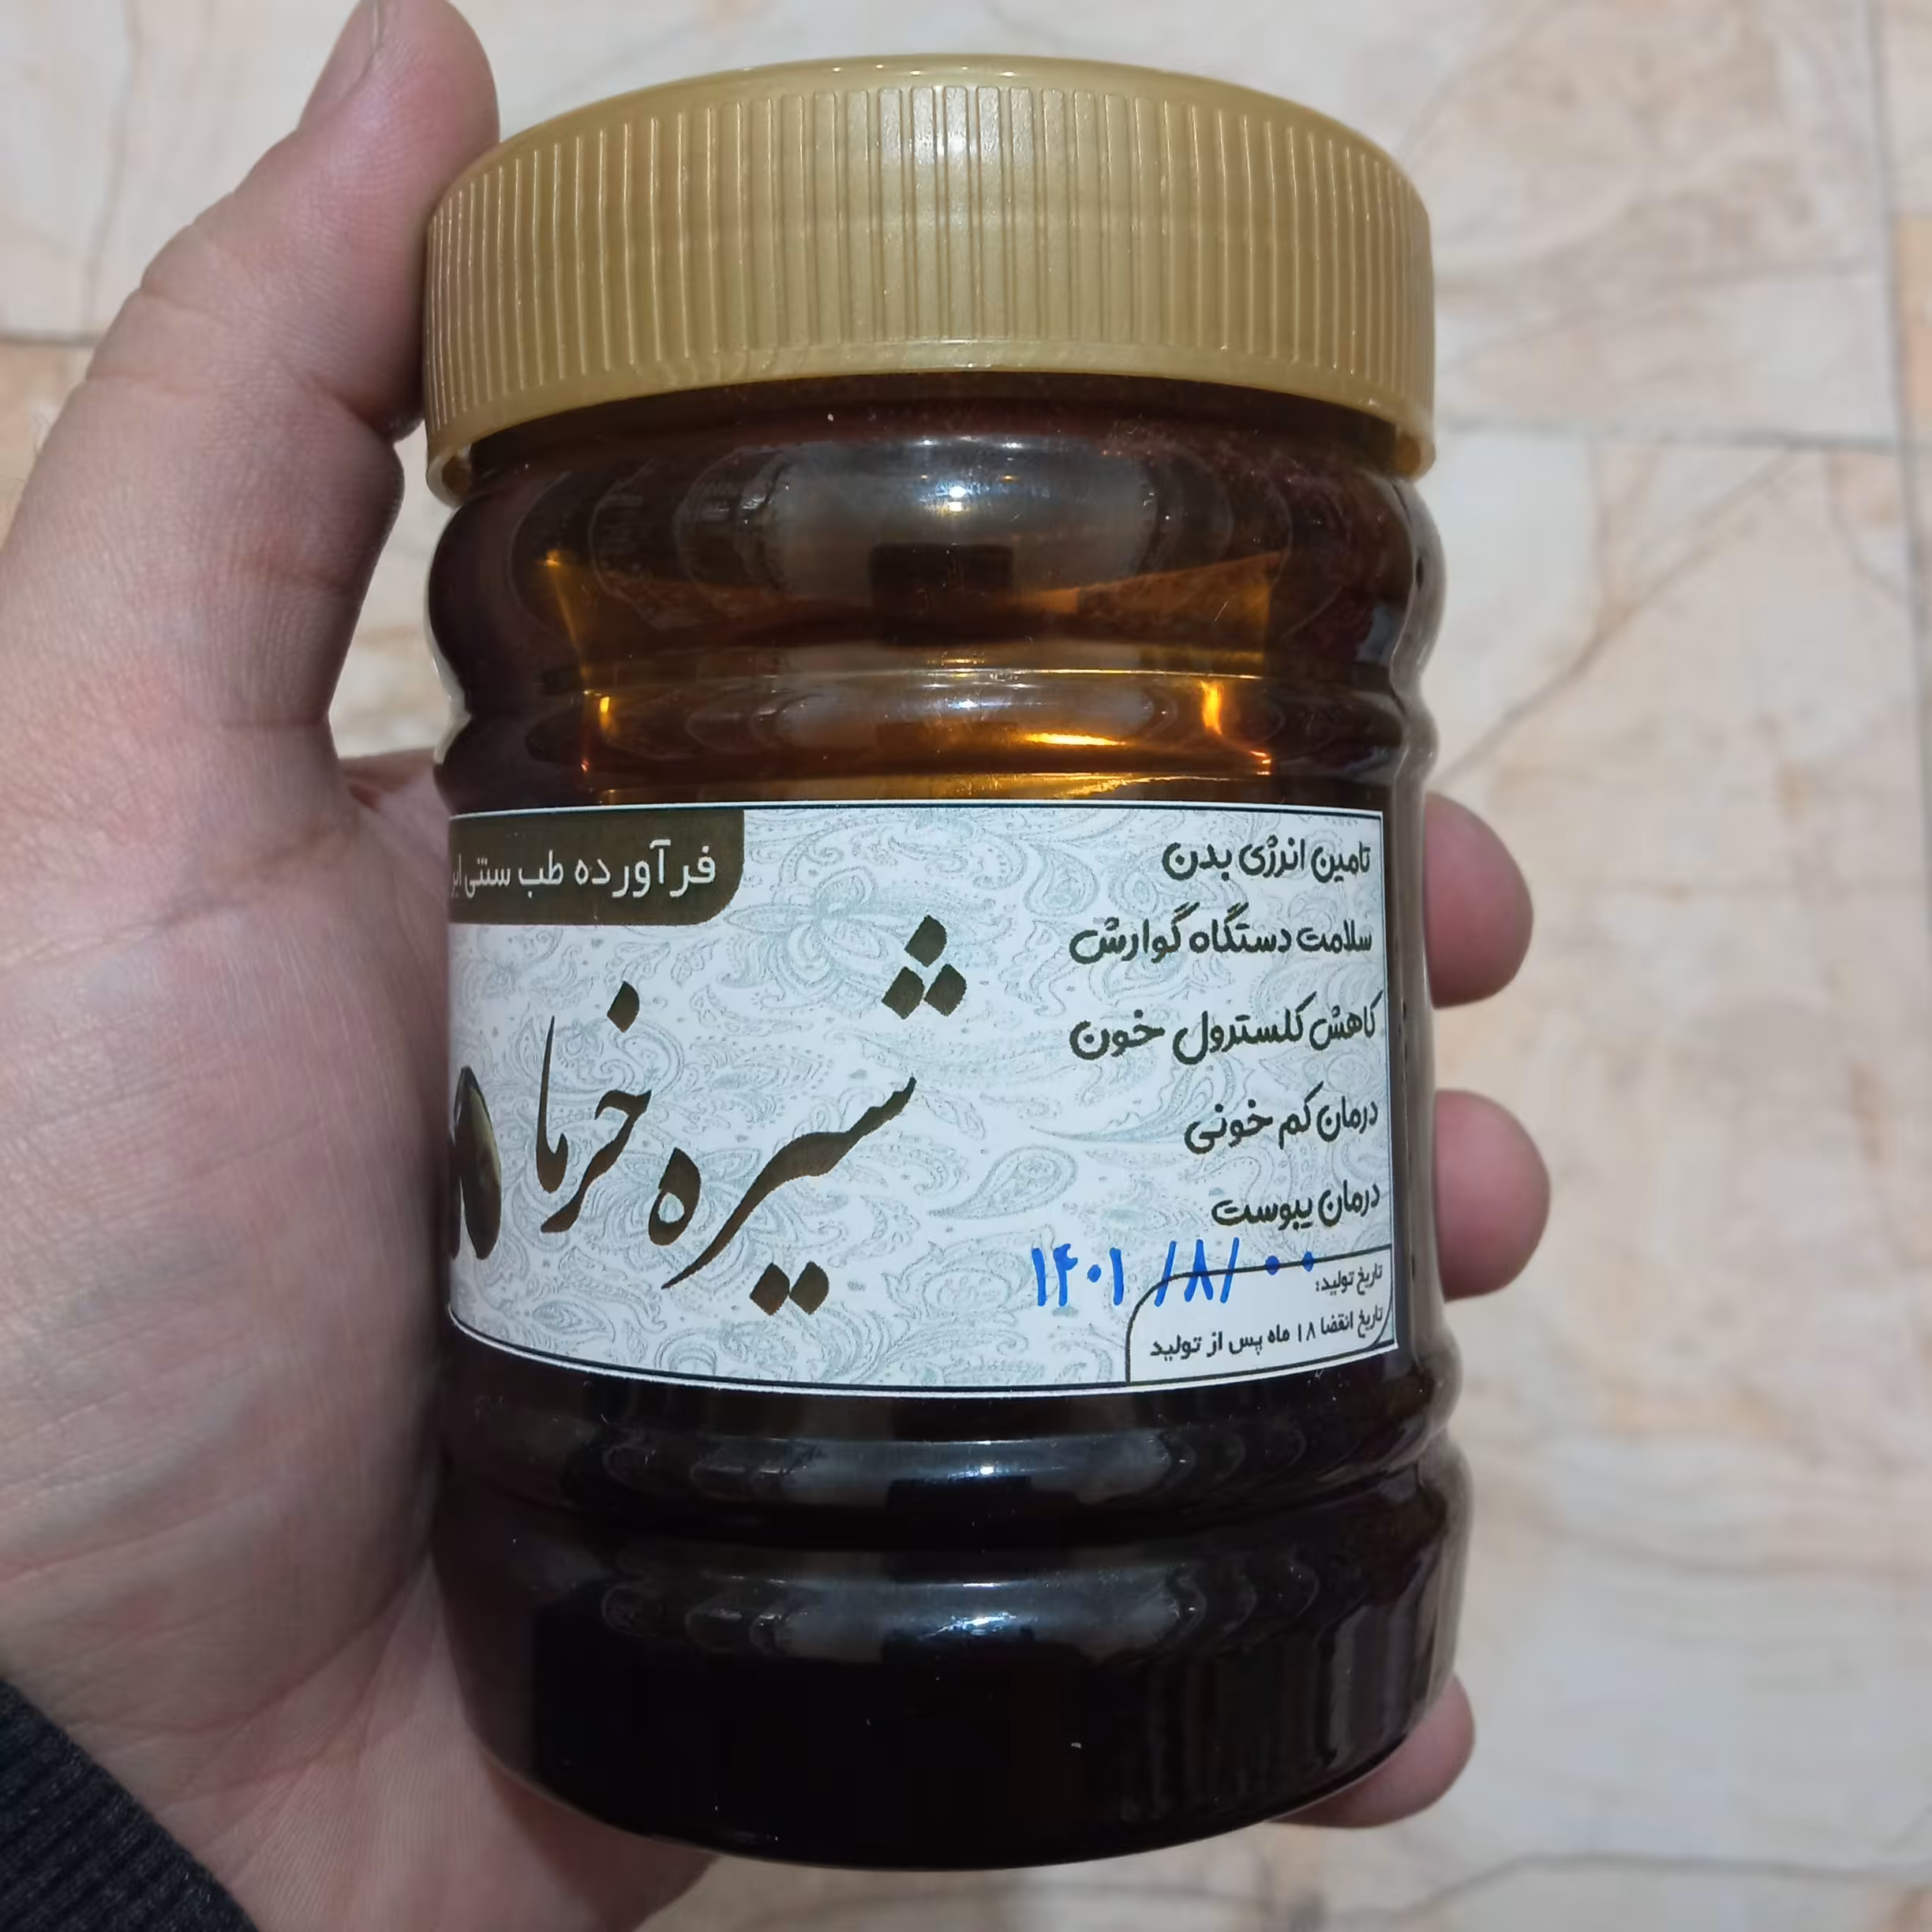 فرآورده طب سنتی
شیره خرما
تامین انرژی بدن
سلامت دستگاه گوارش
کاهش کلسترول خون
درمان کم خونی
درمان یبوست
تاریخ تولید: ۱۴۰۱/۸/۰۰
تاریخ انقضا ۱۸ ماه پس از تولید